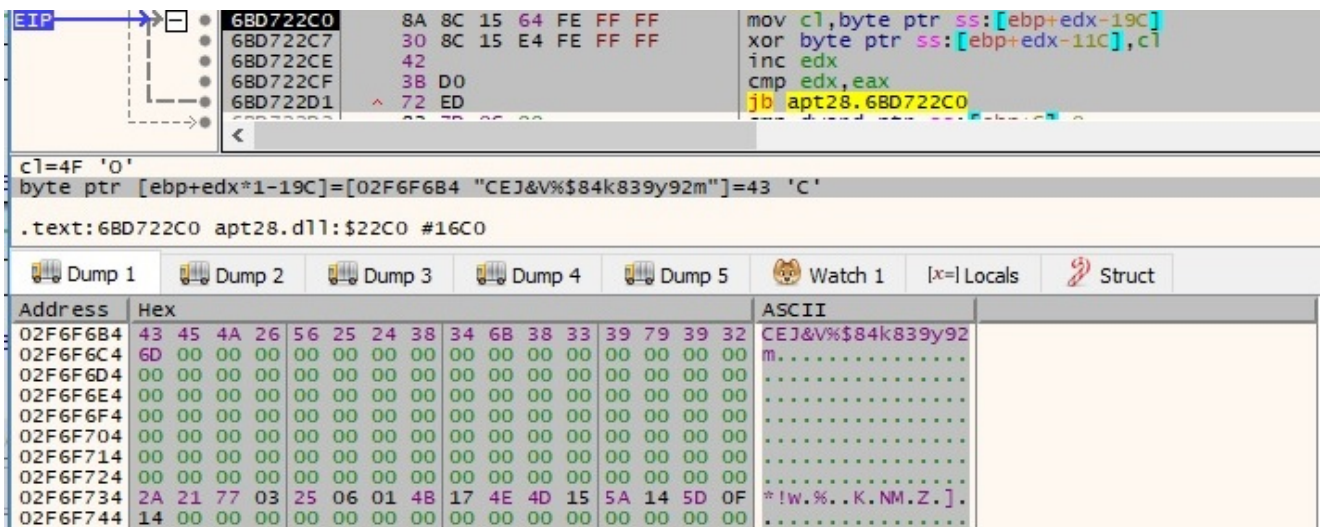 EIP 6BD722C0 8A 8C 15 64 FE FF FF mov cl,byte ptr ss:[ebp+edx-19C]
6BD722C7 30 8C 15 E4 FE FF FF xor byte ptr ss:[ebp+edx-11C],cl
6BD722CE 42 inc edx
6BD722CF 3B D0 cmp edx,eax
6BD722D1 ^ 72 ED jb apt28.6BD722C0
<
cl=4F 'O'
byte ptr [ebp+edx*1-19C]=[02F6F6B4 "CEJ&V%$84k839y92m"]=43 'C'
.text:6BD722C0 apt28.dll:$22C0 #16C0
Dump 1 Dump 2 Dump 3 Dump 4 Dump 5 Watch 1 [x=] Locals Struct
Address Hex ASCII
02F6F6B4 43 45 4A 26 56 25 24 38 34 6B 38 33 39 79 39 32 CEJ&V%$84k839y92
02F6F6C4 6D 00 00 00 00 00 00 00 00 00 00 00 00 00 00 00 m...............
02F6F6D4 00 00 00 00 00 00 00 00 00 00 00 00 00 00 00 00 ................
02F6F6E4 00 00 00 00 00 00 00 00 00 00 00 00 00 00 00 00 ................
02F6F6F4 00 00 00 00 00 00 00 00 00 00 00 00 00 00 00 00 ................
02F6F704 00 00 00 00 00 00 00 00 00 00 00 00 00 00 00 00 ................
02F6F714 00 00 00 00 00 00 00 00 00 00 00 00 00 00 00 00 ................
02F6F724 00 00 00 00 00 00 00 00 00 00 00 00 00 00 00 00 ................
02F6F734 2A 21 77 03 25 06 01 4B 17 4E 4D 15 5A 14 5D 0F *!w.%..K.NM.Z.].
02F6F744 14 00 00 00 00 00 00 00 00 00 00 00 00 00 00 00 ................